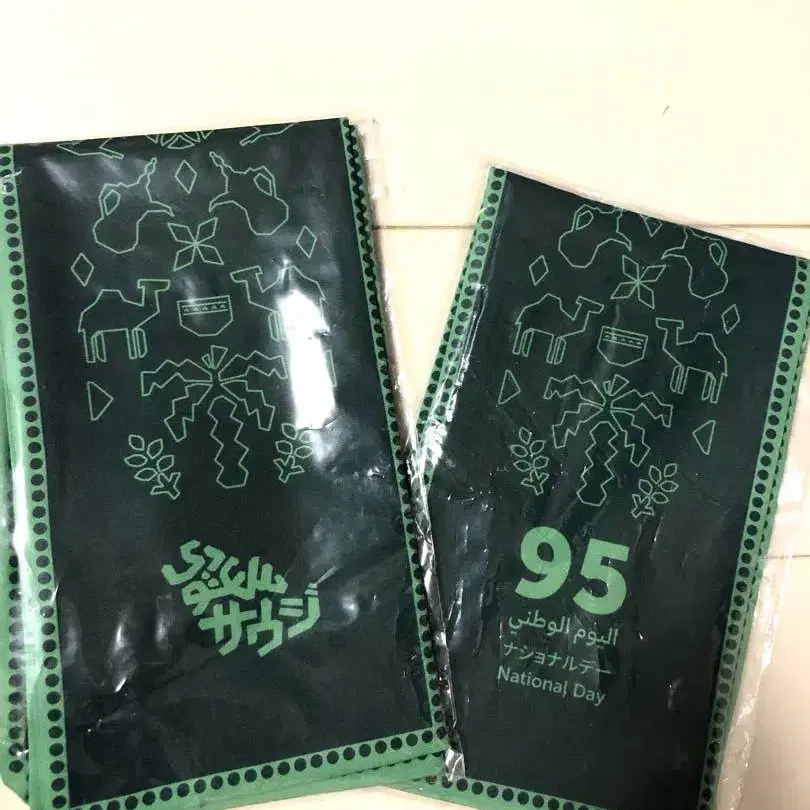 سعودي
サウジ
95
اليوم الوطني
ナショナルデー
National Day